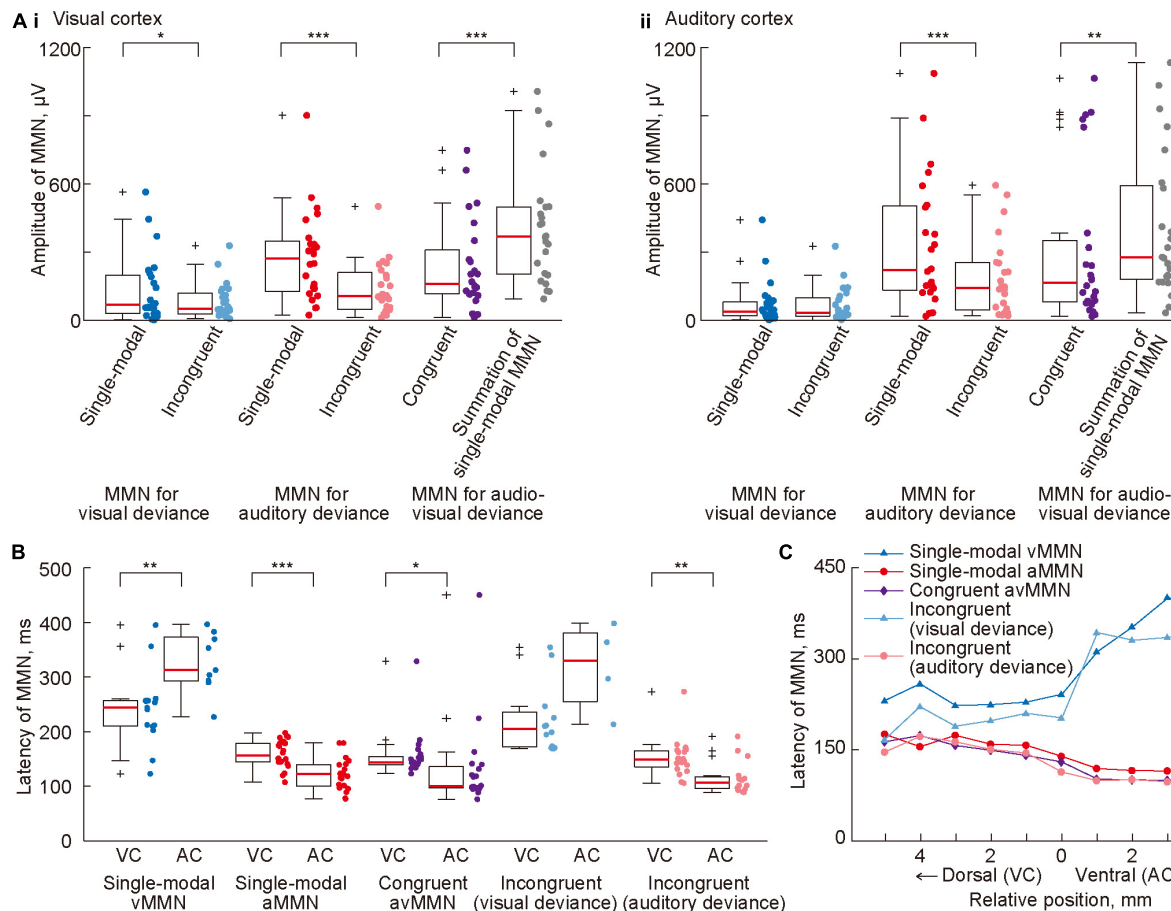 A i Visual cortex
* *** ***
1200
600
0
Amplitude of MMN, µV
Single-modal
Incongruent
Single-modal
Incongruent
Congruent
Summation of
single-modal MMN
MMN for
visual deviance
MMN for
auditory deviance
MMN for audio-
visual deviance
ii Auditory cortex
*** **
1200
600
0
Amplitude of MMN, µV
Single-modal
Incongruent
Single-modal
Incongruent
Congruent
Summation of
single-modal MMN
MMN for
visual deviance
MMN for
auditory deviance
MMN for audio-
visual deviance
B
** *** * **
500
400
300
200
100
0
Latency of MMN, ms
VC AC VC AC VC AC VC AC VC AC
Single-modal
vMMN
Single-modal
aMMN
Congruent
avMMN
Incongruent
(visual deviance)
Incongruent
(auditory deviance)
C
Single-modal vMMN
Single-modal aMMN
Congruent avMMN
Incongruent
(visual deviance)
Incongruent
(auditory deviance)
450
300
150
0
Latency of MMN, ms
4 2 0 2
← Dorsal (VC) Ventral (AC
Relative position, mm